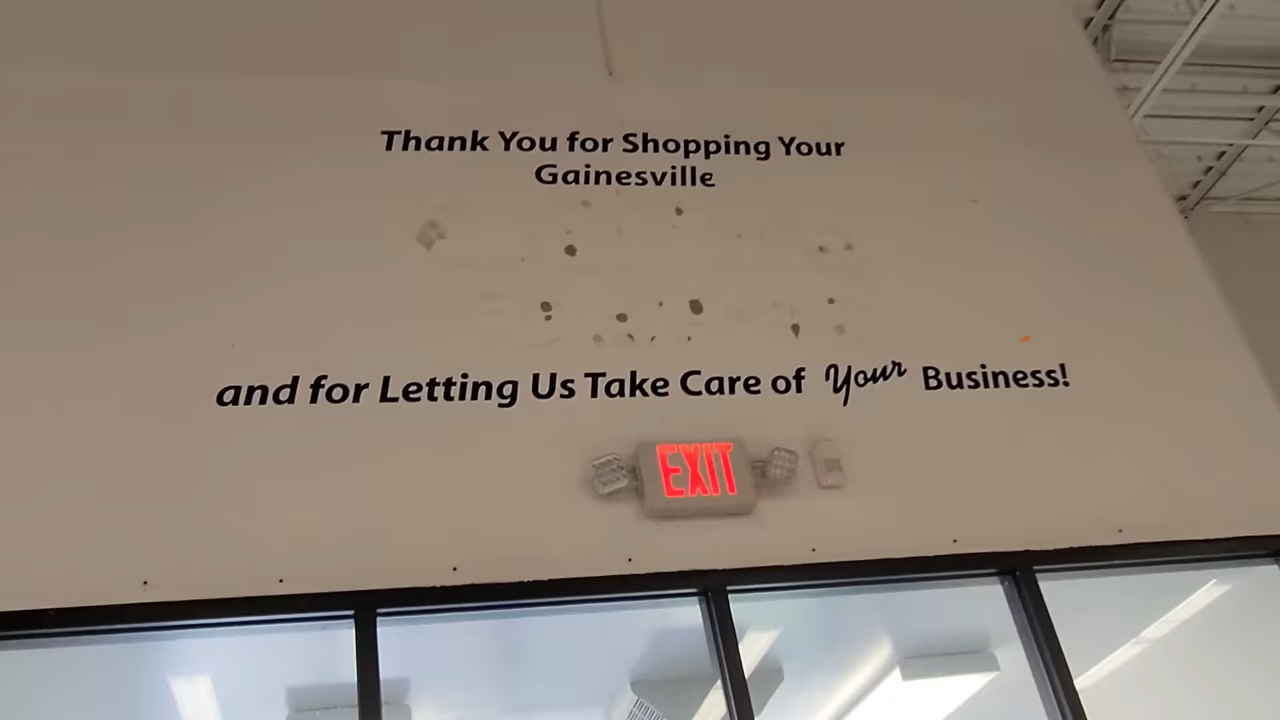 Thank You for Shopping Your
Gainesville
and for Letting Us Take Care of Your Business!
EXIT